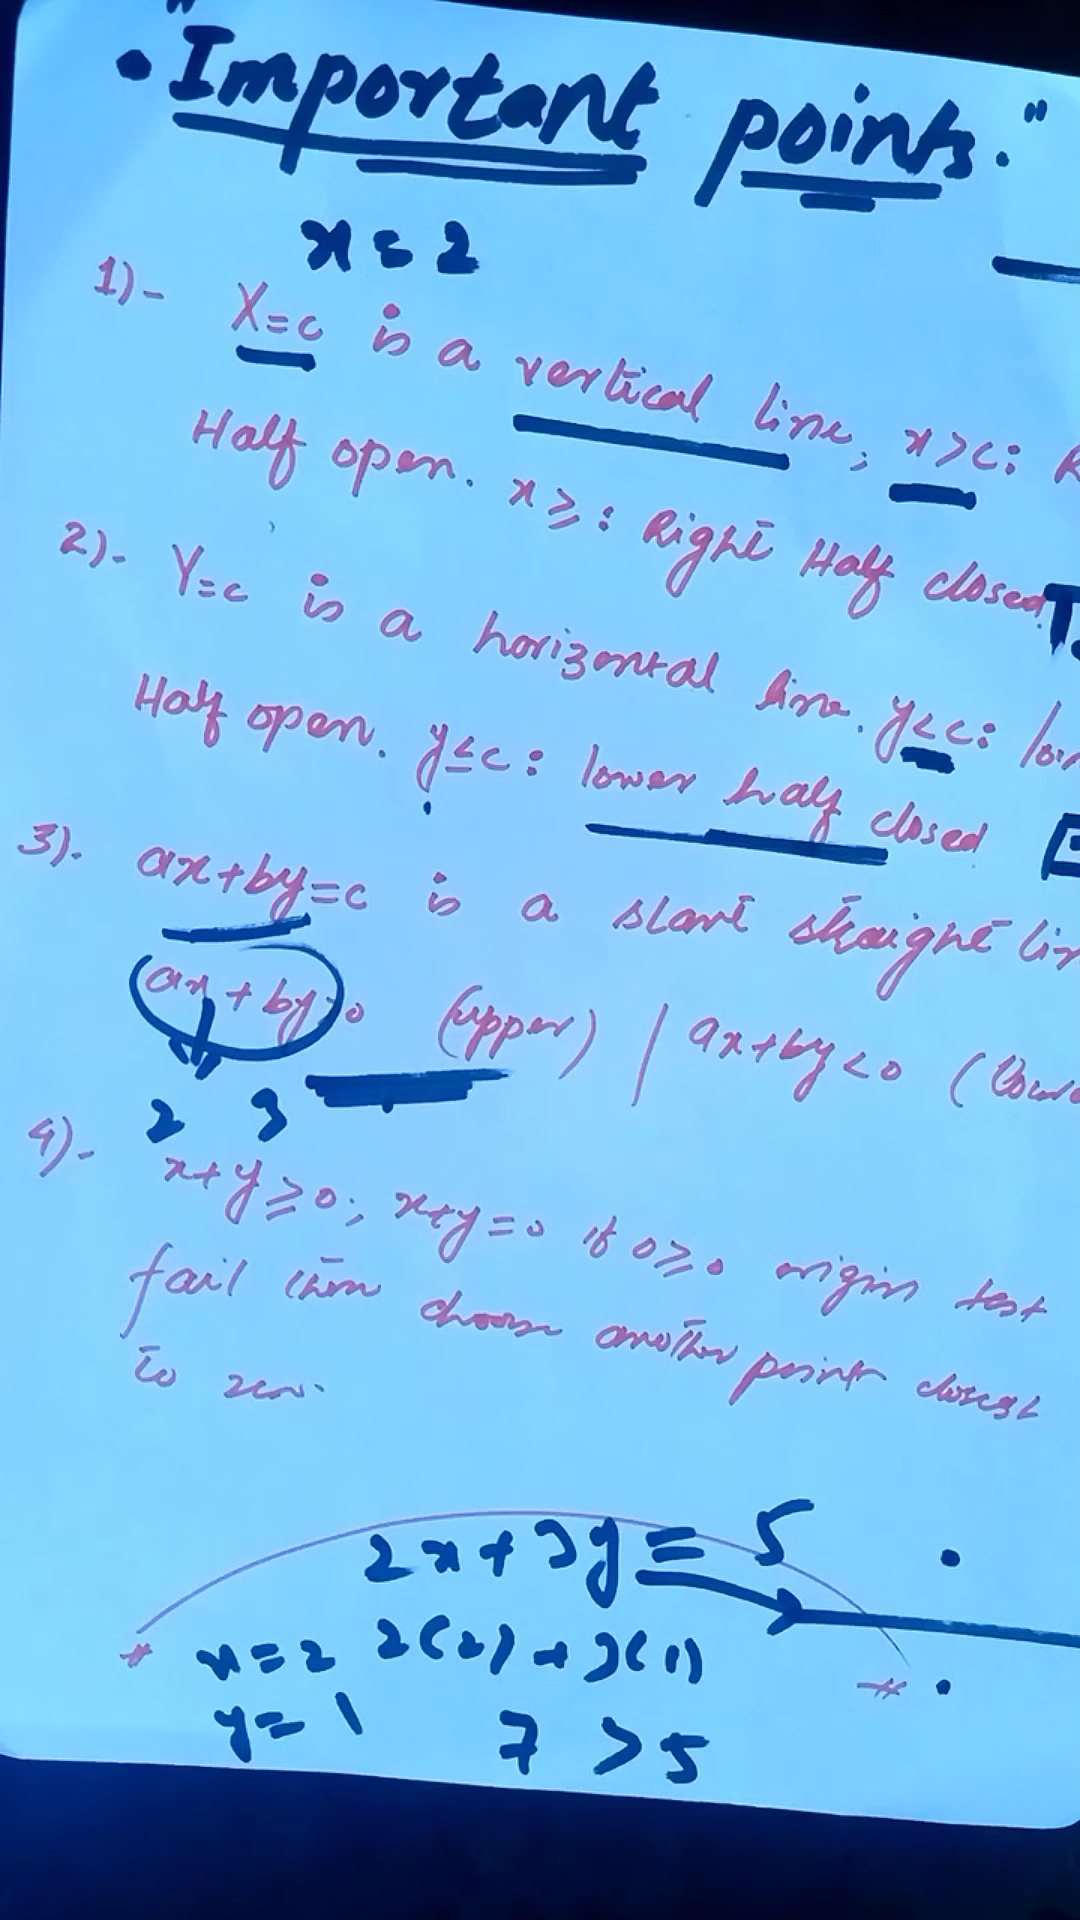 • "Important points."
x = 2
1)- X=c is a vertical line, x>c: R
Half open. x ≥ : Right Half closed.
2)- Y=c is a horizontal line. y<c: low
Half open. y≤c: lower half closed
3). ax+by=c is a slant straight lin
ax + by>0 (upper) | ax+by<0 (Lowe
2 3
4)- x+y≥0; x+y=0 if 0≥0 origin test
fail then choose another point closest
to zero.
2x+3y = 5
x=2 2(2)+3(1)
y=1 7 > 5